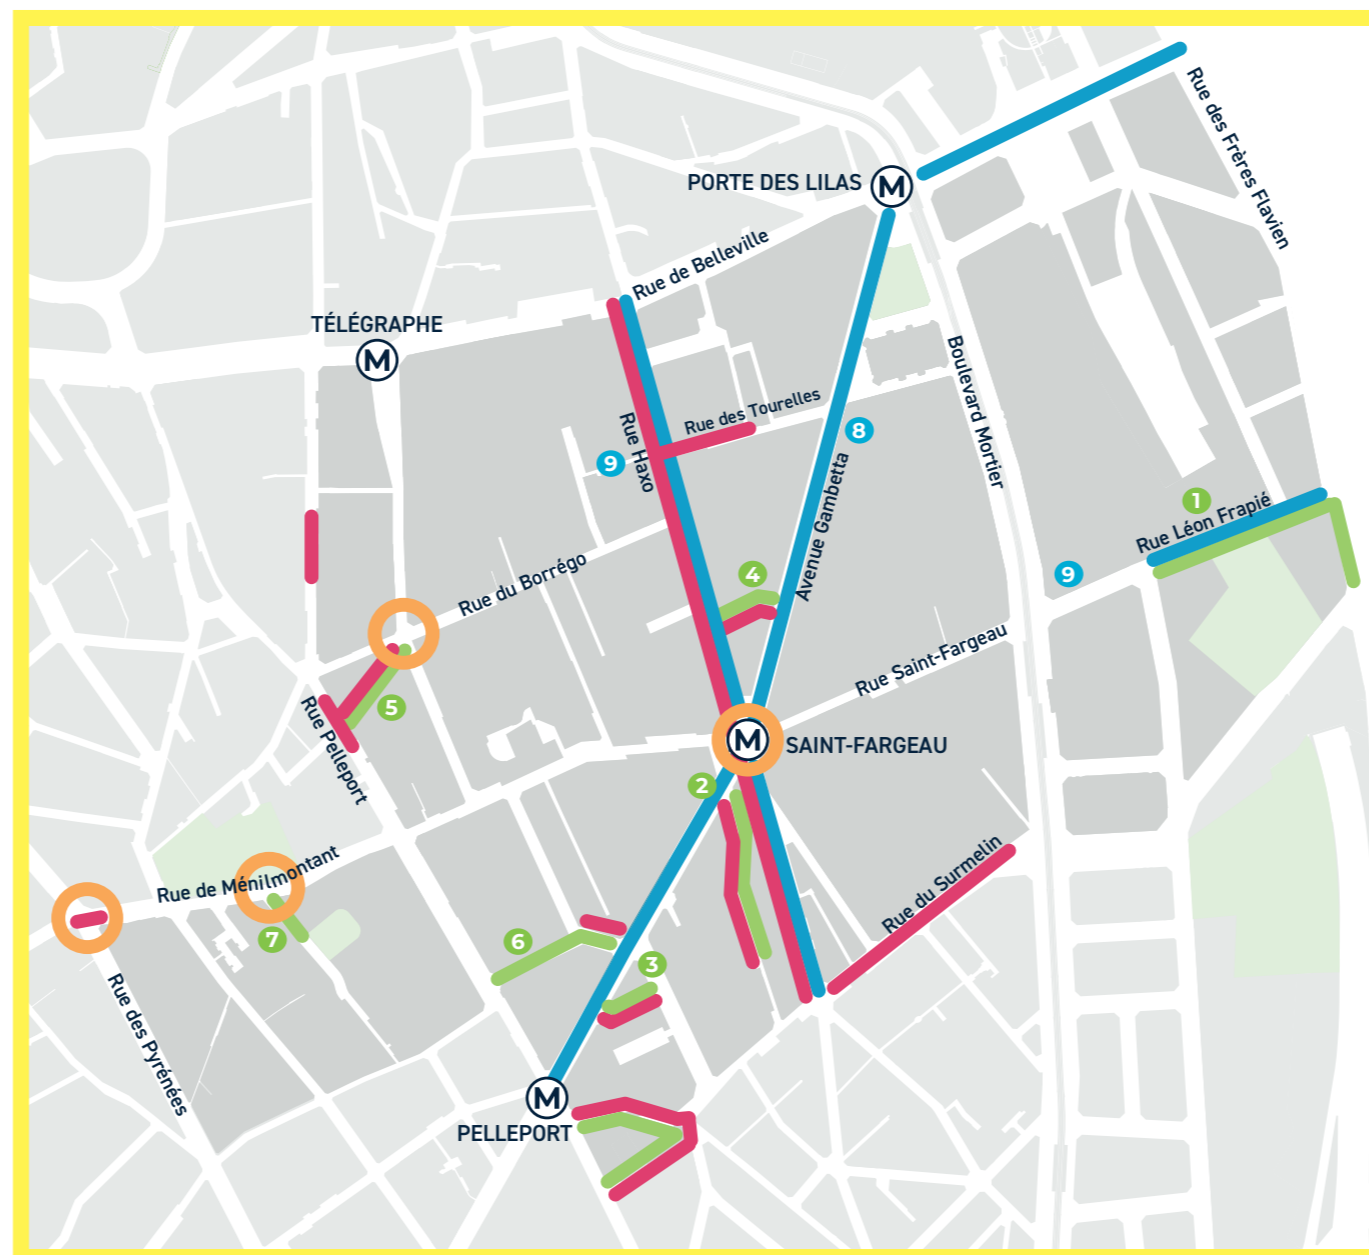 Rue des Frères Flavien
PORTE DES LILAS
M
Rue de Belleville
TÉLÉGRAPHE
M
Boulevard Mortier
Rue des Tourelles
Rue Haxo
9
8
Avenue Gambetta
1
Rue Léon Frapié
9
Rue du Borrégo
4
Rue Saint-Fargeau
5
Rue Pelleport
M
SAINT-FARGEAU
2
Rue du Surmelin
Rue de Ménilmontant
7
6
3
Rue des Pyrénées
M
PELLEPORT